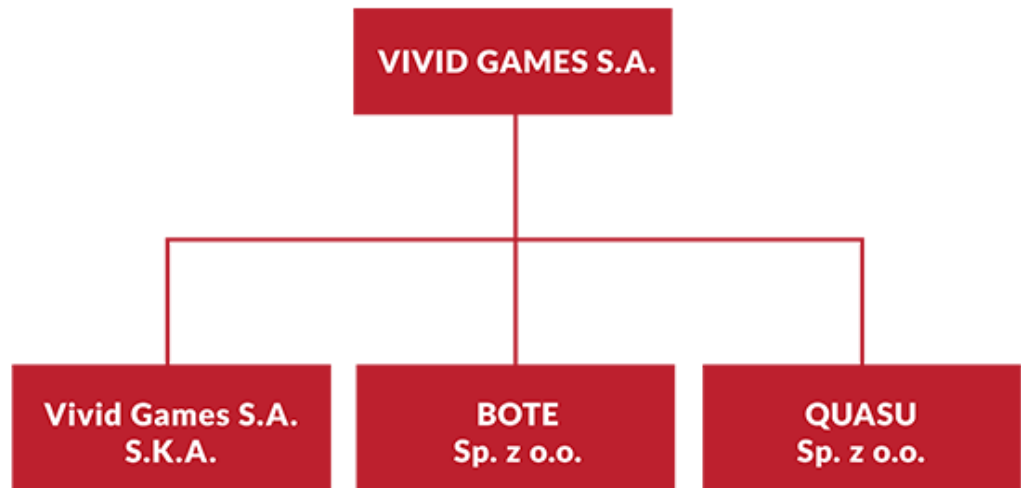 VIVID GAMES S.A.
Vivid Games S.A.
S.K.A.
BOTE
Sp. z o.o.
QUASU
Sp. z o.o.